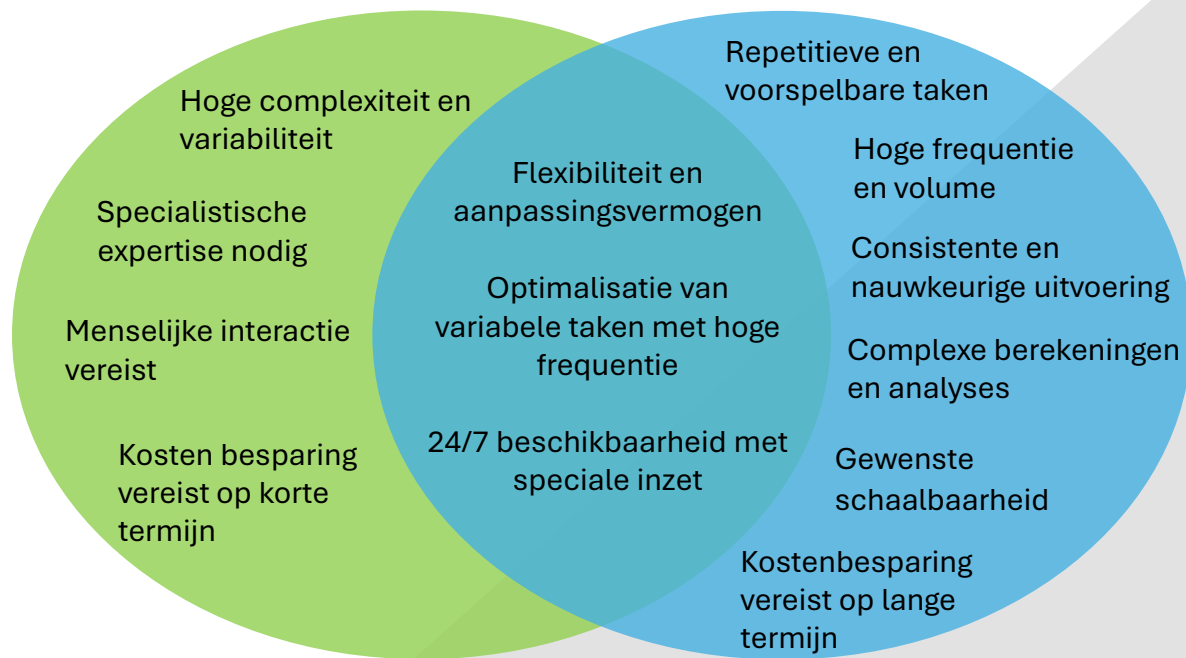 Hoge complexiteit en
variabiliteit
Specialistische
expertise nodig
Menselijke interactie
vereist
Kosten besparing
vereist op korte
termijn
Flexibiliteit en
aanpassingsvermogen
Optimalisatie van
variabele taken met hoge
frequentie
24/7 beschikbaarheid met
speciale inzet
Repetitieve en
voorspelbare taken
Hoge frequentie
en volume
Consistente en
nauwkeurige uitvoering
Complexe berekeningen
en analyses
Gewenste
schaalbaarheid
Kostenbesparing
vereist op lange
termijn